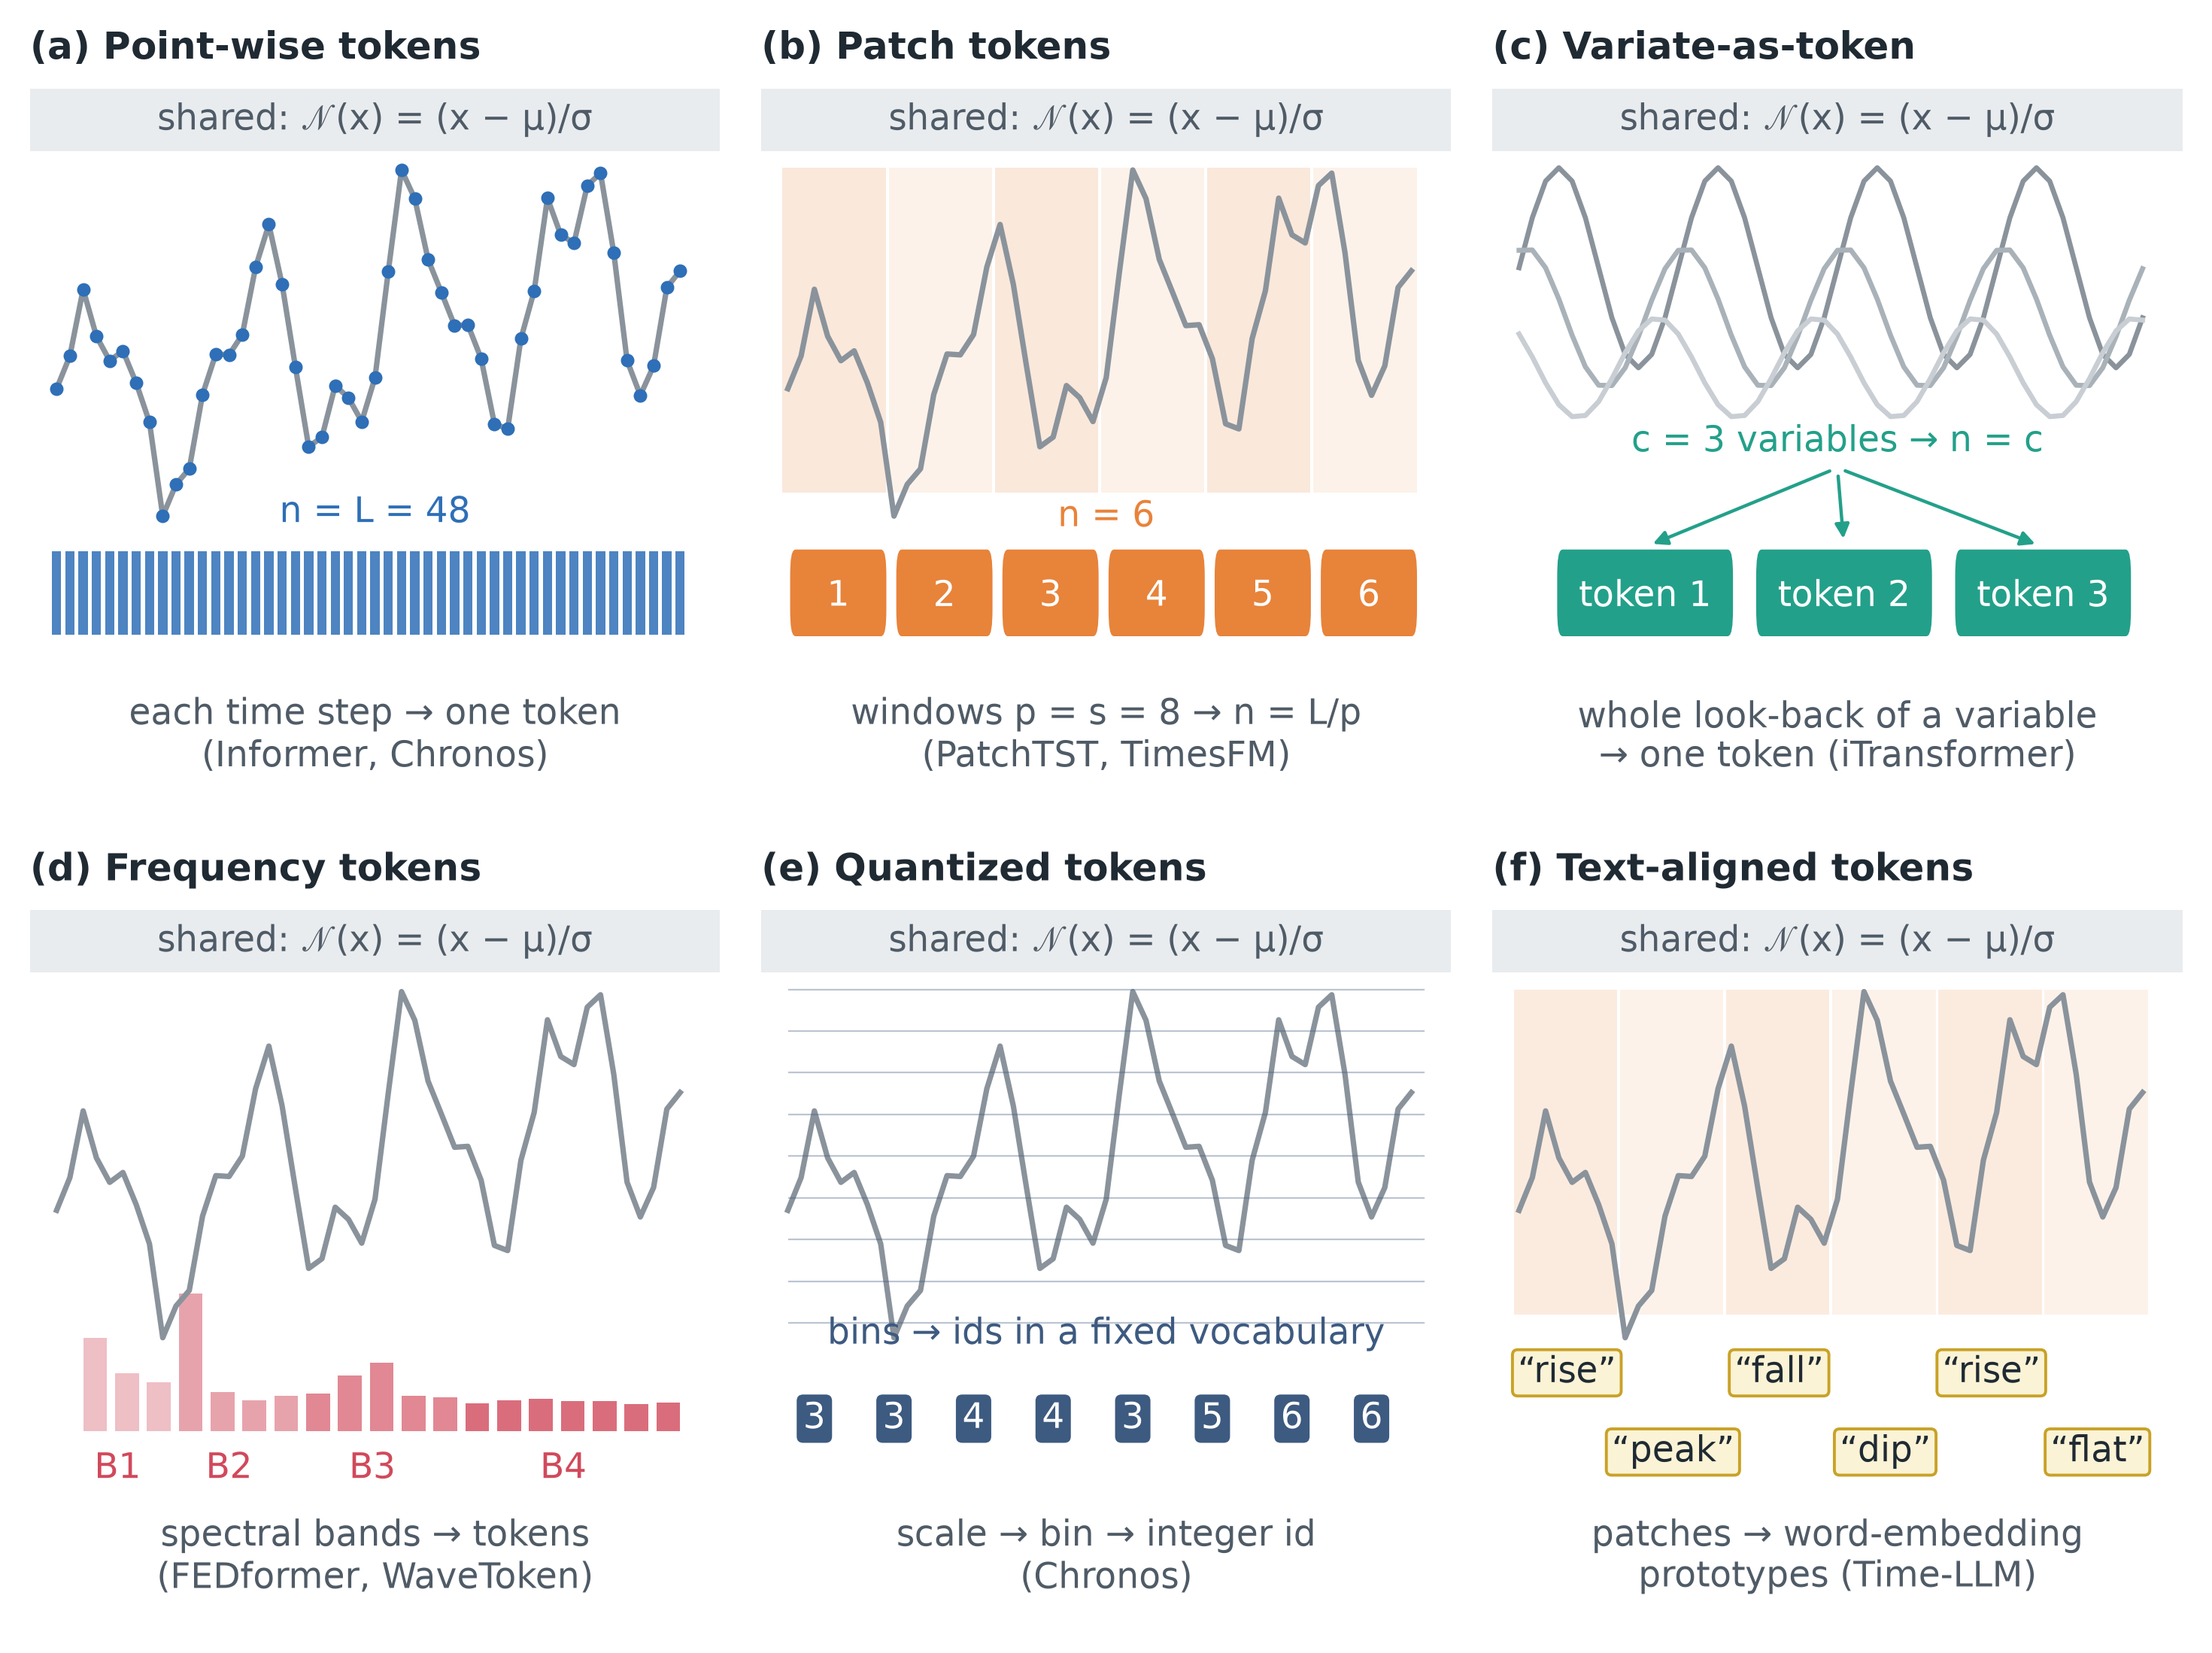 (a) Point-wise tokens
shared: 𝒩(x) = (x − μ)/σ
n = L = 48
each time step → one token
(Informer, Chronos)
(b) Patch tokens
shared: 𝒩(x) = (x − μ)/σ
n = 6
1 2 3 4 5 6
windows p = s = 8 → n = L/p
(PatchTST, TimesFM)
(c) Variate-as-token
shared: 𝒩(x) = (x − μ)/σ
c = 3 variables → n = c
token 1 token 2 token 3
whole look-back of a variable
→ one token (iTransformer)
(d) Frequency tokens
shared: 𝒩(x) = (x − μ)/σ
B1 B2 B3 B4
spectral bands → tokens
(FEDformer, WaveToken)
(e) Quantized tokens
shared: 𝒩(x) = (x − μ)/σ
bins → ids in a fixed vocabulary
3 3 4 4 3 5 6 6
scale → bin → integer id
(Chronos)
(f) Text-aligned tokens
shared: 𝒩(x) = (x − μ)/σ
“rise” “fall” “rise”
“peak” “dip” “flat”
patches → word-embedding
prototypes (Time-LLM)